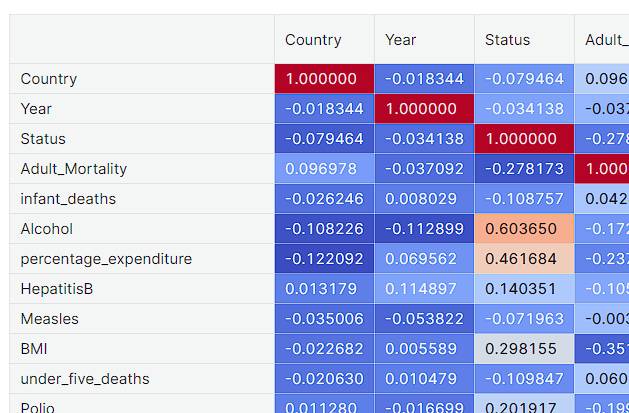 Country Year Status Adult_
Country 1.000000 -0.018344 -0.079464 0.096
Year -0.018344 1.000000 -0.034138 -0.037
Status -0.079464 -0.034138 1.000000 -0.278
Adult_Mortality 0.096978 -0.037092 -0.278173 1.000
infant_deaths -0.026246 0.008029 -0.108757 0.042
Alcohol -0.108226 -0.112899 0.603650 -0.172
percentage_expenditure -0.122092 0.069562 0.461684 -0.237
HepatitisB 0.013179 0.114897 0.140351 -0.105
Measles -0.035006 -0.053822 -0.071963 -0.003
BMI -0.022682 0.005589 0.298155 -0.351
under_five_deaths -0.020630 0.010479 -0.109847 0.060
Polio 0.011280 -0.016699 0.201917 -0.199